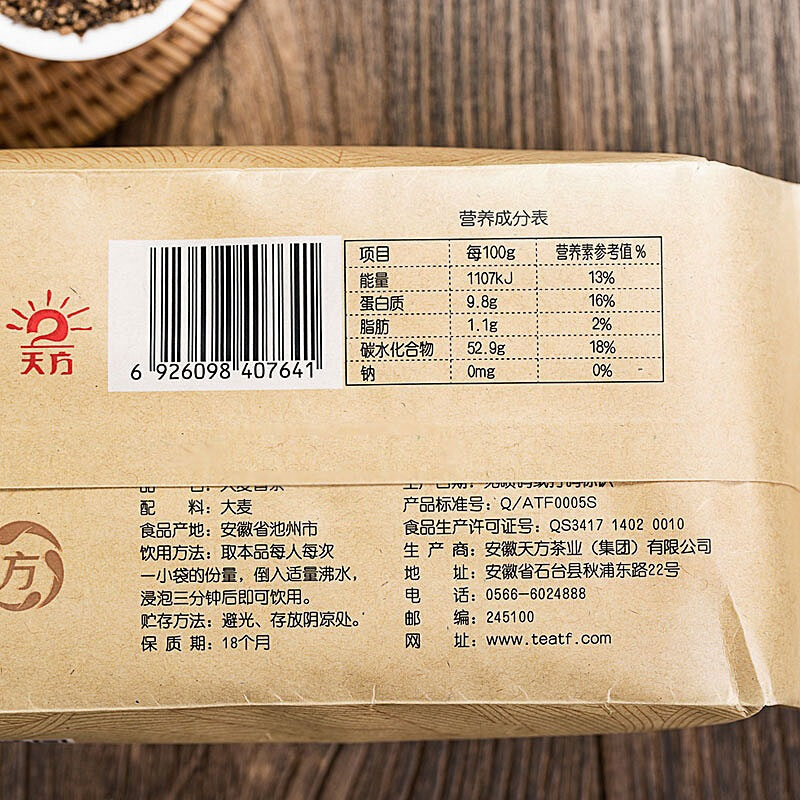 营养成分表
项目 每100g 营养素参考值%
能量 1107kJ 13%
蛋白质 9.8g 16%
脂肪 1.1g 2%
碳水化合物 52.9g 18%
钠 0mg 0%
天方
6 926098 407641
方
配 料：大麦
食品产地：安徽省池州市
饮用方法：取本品每人每次
一小袋的份量，倒入适量沸水，
浸泡三分钟后即可饮用。
贮存方法：避光、存放阴凉处。
保 质 期：18个月
产品标准号：Q/ATF0005S
食品生产许可证号：QS3417 1402 0010
生 产 商：安徽天方茶业（集团）有限公司
地 址：安徽省石台县秋浦东路22号
电 话：0566-6024888
邮 编：245100
网 址：www.teatf.com